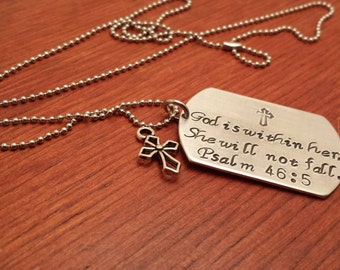 God is within her,
She will not fall.
Psalm 46:5